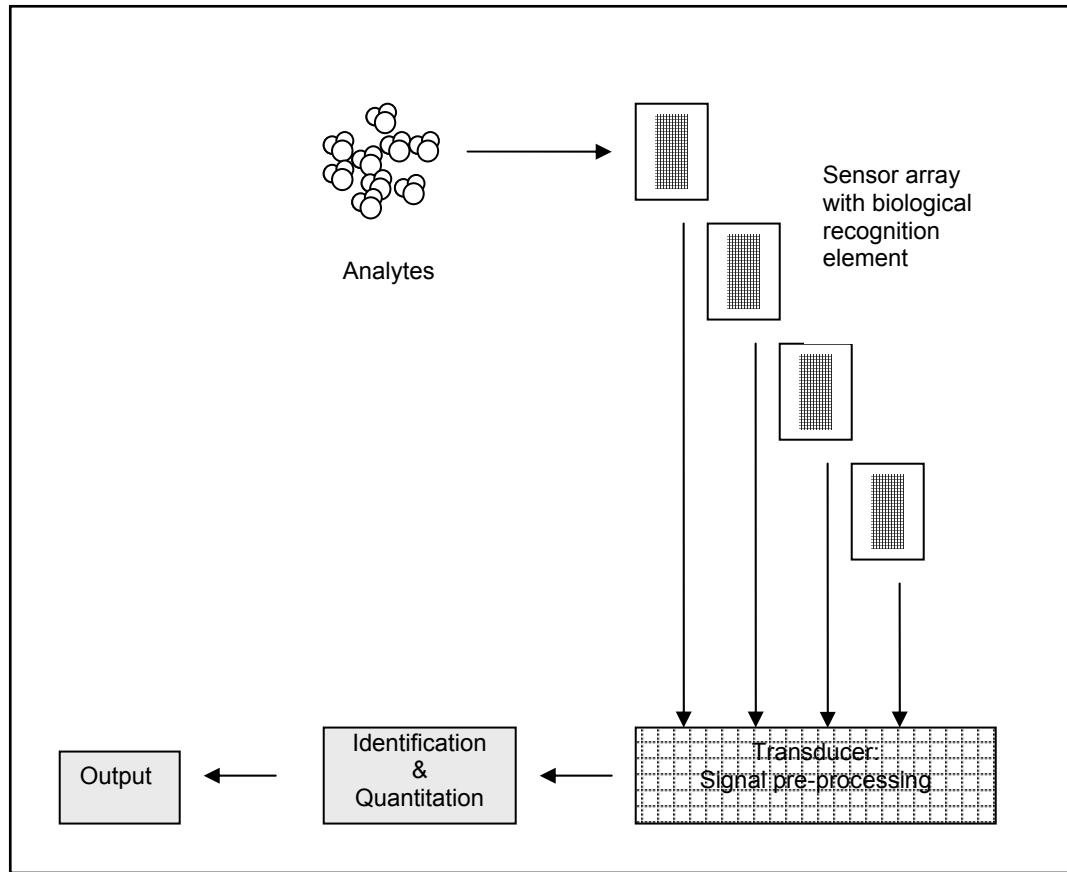 Sensor array
with biological
recognition
element
Analytes
Transducer:
Signal pre-processing
Identification
&
Quantitation
Output